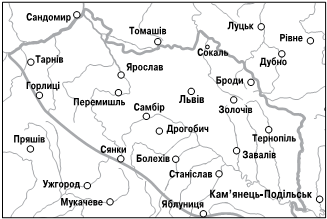 Сандомир
Томашів
Луцьк
Рівне
Сокаль
Дубно
Тарнів
Ярослав
Броди
Горлиці
Перемишль
Львів
Золочів
Самбір
Дрогобич
Тернопіль
Пряшів
Сянки
Болехів
Завалів
Станіслав
Ужгород
Кам'янець-Подільськ
Мукачеве
Яблуниця